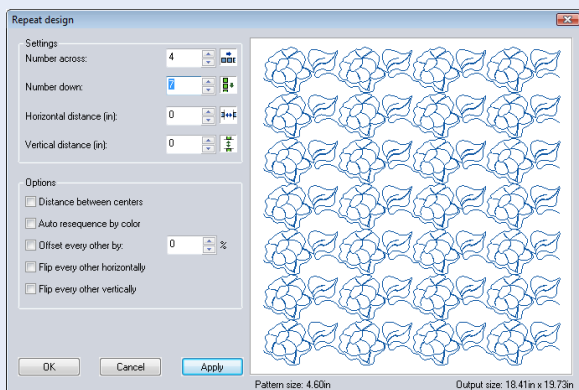 Repeat design
Settings
Number across: 4
Number down: 7
Horizontal distance (in): 0
Vertical distance (in): 0
Options
Distance between centers
Auto resequence by color
Offset every other by: 0 %
Flip every other horizontally
Flip every other vertically
OK Cancel Apply
Pattern size: 4.60in Output size: 18.41in x 19.73in